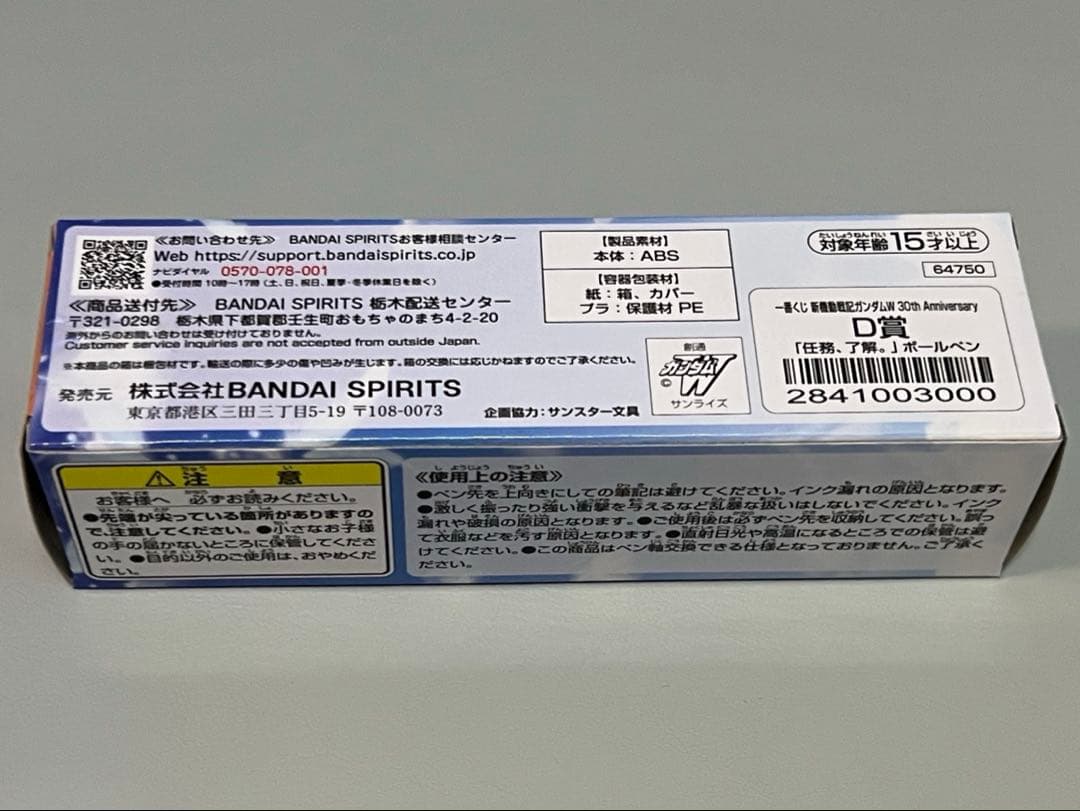 ≪お問い合わせ先≫ BANDAI SPIRITSお客様相談センター
Web https://support.bandaispirits.co.jp
ナビダイヤル 0570-078-001
●受付時間 10時〜17時(土、日、祝日、夏季・冬季休業日を除く)
≪商品送付先≫ BANDAI SPIRITS 栃木配送センター
〒321-0298 栃木県下都賀郡壬生町おもちゃのまち4-2-20
海外からのお問い合わせは受け付けておりません。
Customer service inquiries are not accepted from outside Japan.
※本商品の箱は梱包材です。輸送の際に多少の傷や凹みが生じます。箱の交換には応じかねますのでご了承ください。
発売元 株式会社BANDAI SPIRITS
東京都港区三田三丁目5-19 〒108-0073
企画協力:サンスター文具
【製品素材】
本体:ABS
【容器包装材】
紙:箱、カバー
プラ:保護材 PE
創通
©ガンダムW
サンライズ
たいしょうねんれい さいいじょう
対象年齢15才以上
64750
一番くじ 新機動戦記ガンダムW 30th Anniversary
D賞
「任務、了解。」ボールペン
2841003000
ちゅう い
注 意
お客様へ 必ずお読みください。
●先端が尖っている箇所がありますの
で、注意してください。●小さなお子様
の手の届かないところに保管してくださ
い。●目的以外のご使用は、おやめくだ
さい。
しようじょう ちゅうい
≪使用上の注意≫
●ペン先を上向きにしての筆記は避けてください。インク漏れの原因となります。
●激しく振ったり強い衝撃を与えるなど乱暴な扱いはしないでください。インク
漏れや破損の原因となります。●ご使用後は必ずペン先を収納してください。誤っ
て衣服などを汚す原因となります。●直射日光や高温になるところでの保管は避
けてください。●この商品はペン軸交換できる仕様となっておりません。ご了承く
ださい。